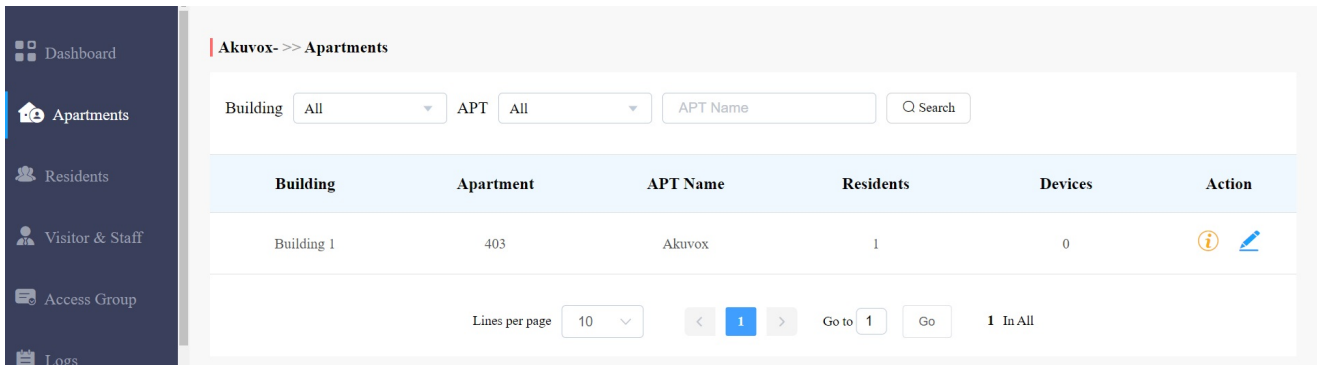 Dashboard
Apartments
Residents
Visitor & Staff
Access Group
Logs
Akuvox- >> Apartments
Building All APT All APT Name Search
Building Apartment APT Name Residents Devices Action
Building 1 403 Akuvox 1 0
Lines per page 10 < 1 > Go to 1 Go 1 In All